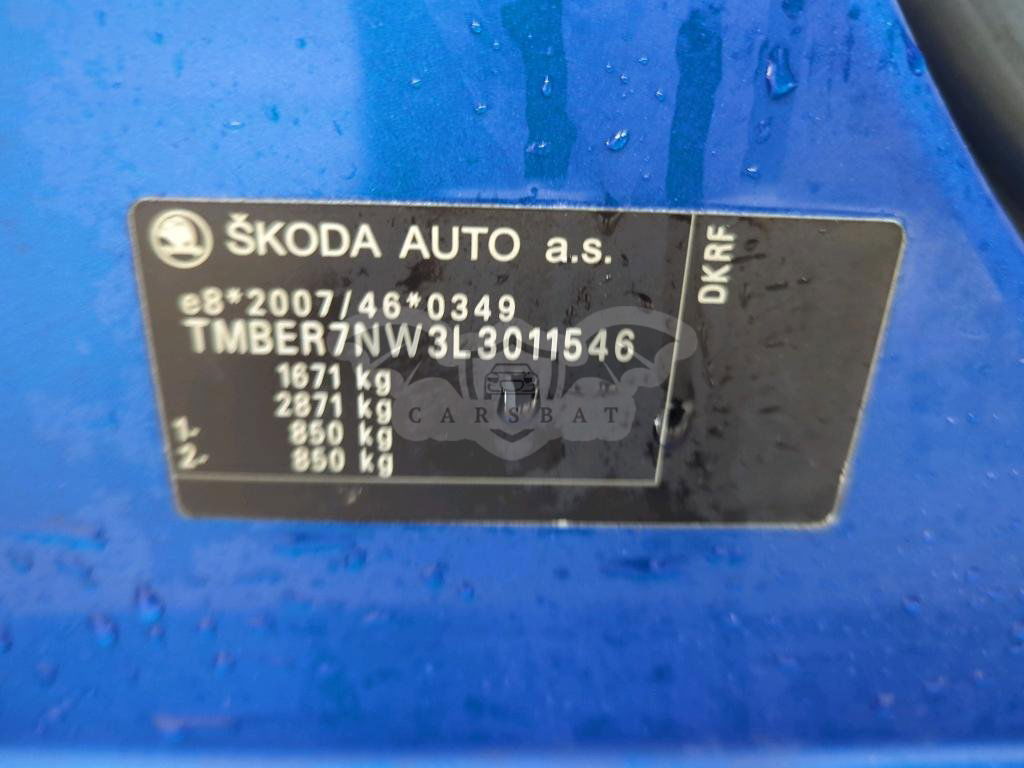 ŠKODA AUTO a.s.
DKRF
e8*2007/46*0349
TMBER7NW3L3011546
1671 kg
2871 kg
1- 850 kg
2- 850 kg
CARSBAT